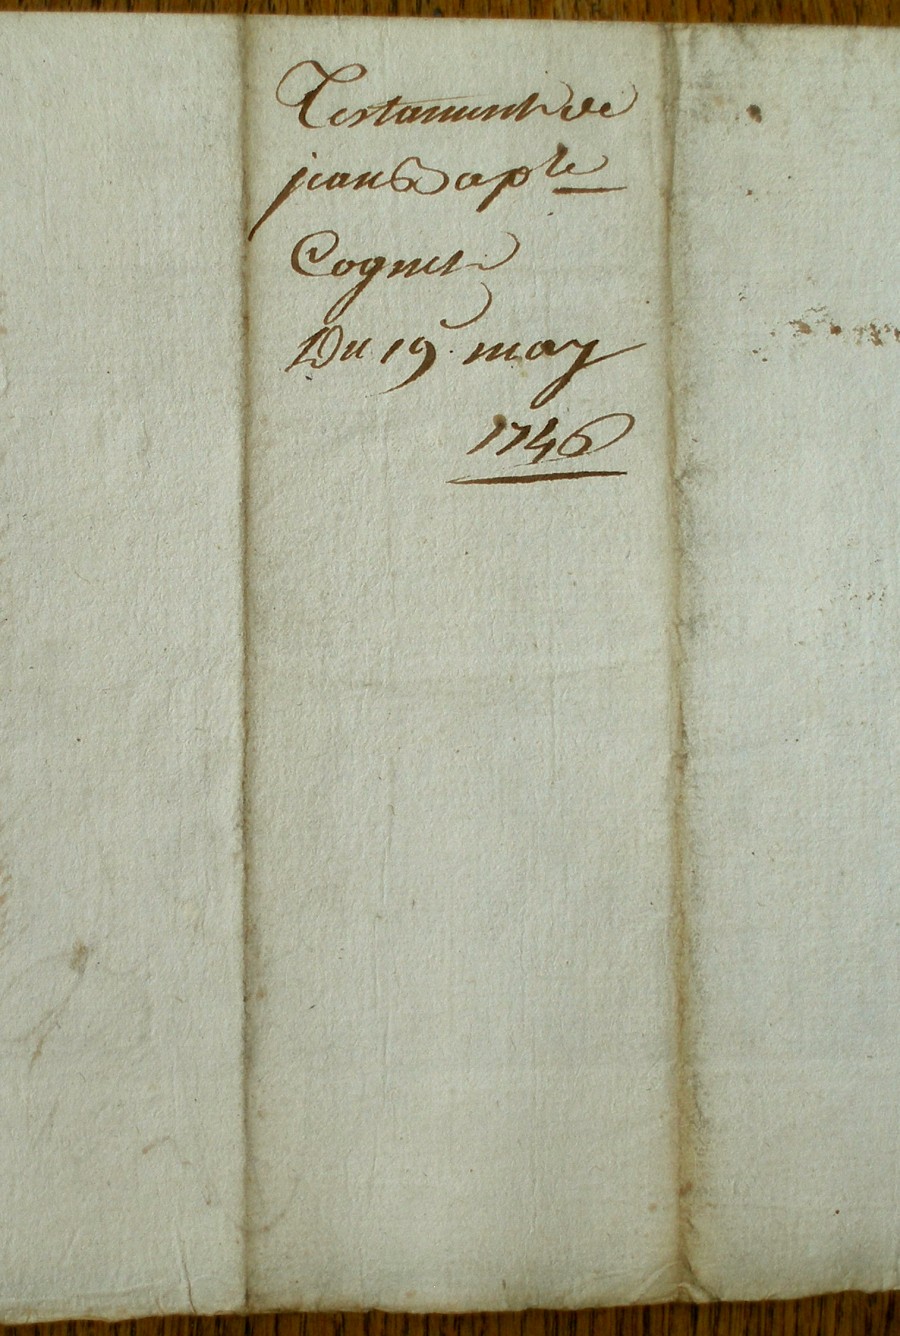 Testament de
jean Bapte
Cognet
Du 19 may
1746